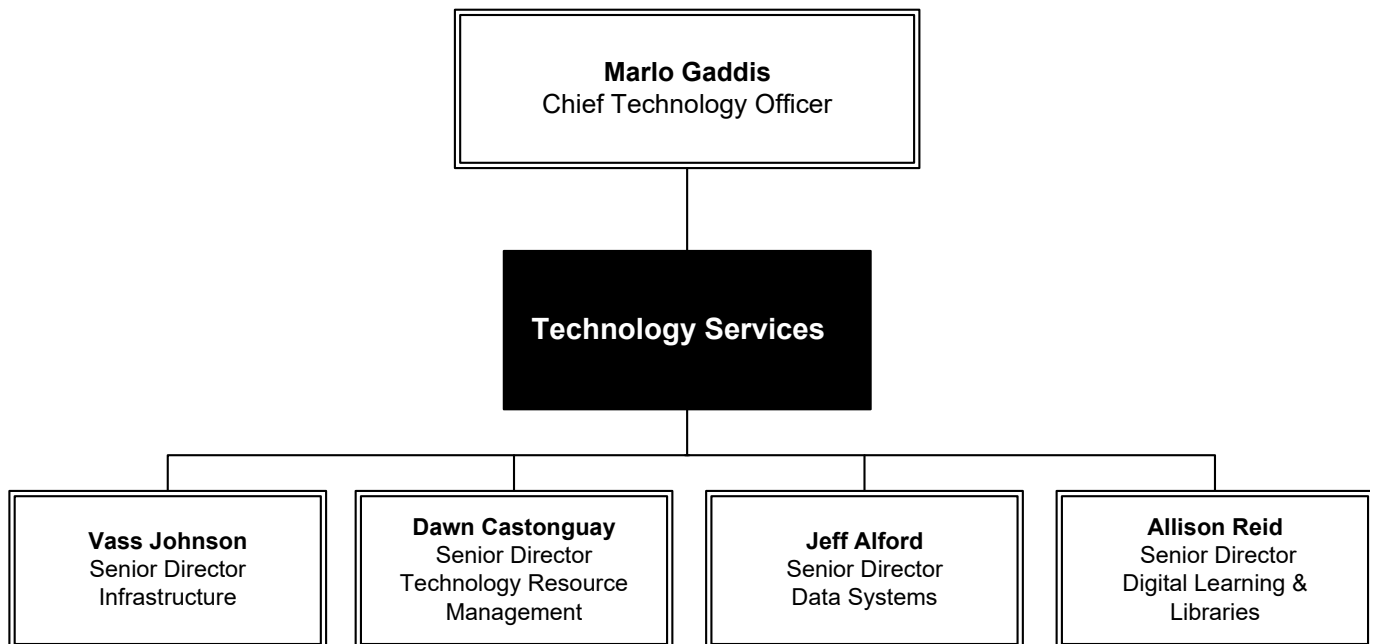 Marlo Gaddis
Chief Technology Officer
Technology Services
Vass Johnson
Senior Director
Infrastructure
Dawn Castonguay
Senior Director
Technology Resource
Management
Jeff Alford
Senior Director
Data Systems
Allison Reid
Senior Director
Digital Learning &
Libraries